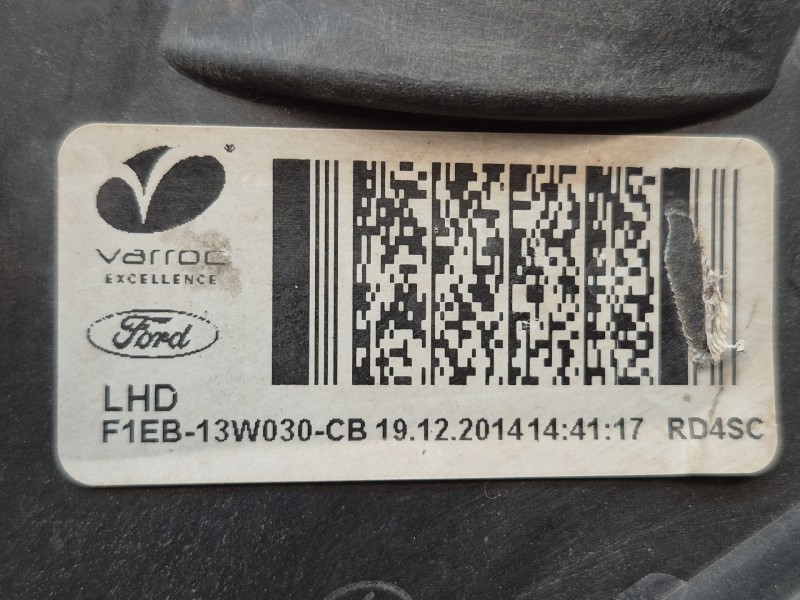 varroc
EXCELLENCE
Ford
LHD
F1EB-13W030-CB 19.12.2014 14:41:17 RD4SC